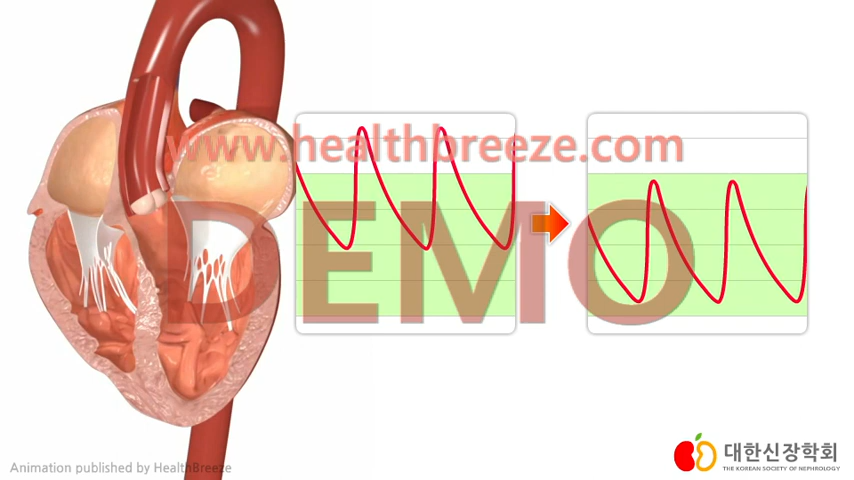 www.healthbreeze.com
DEMO
Animation published by HealthBreeze
대한신장학회
THE KOREAN SOCIETY OF NEPHROLOGY